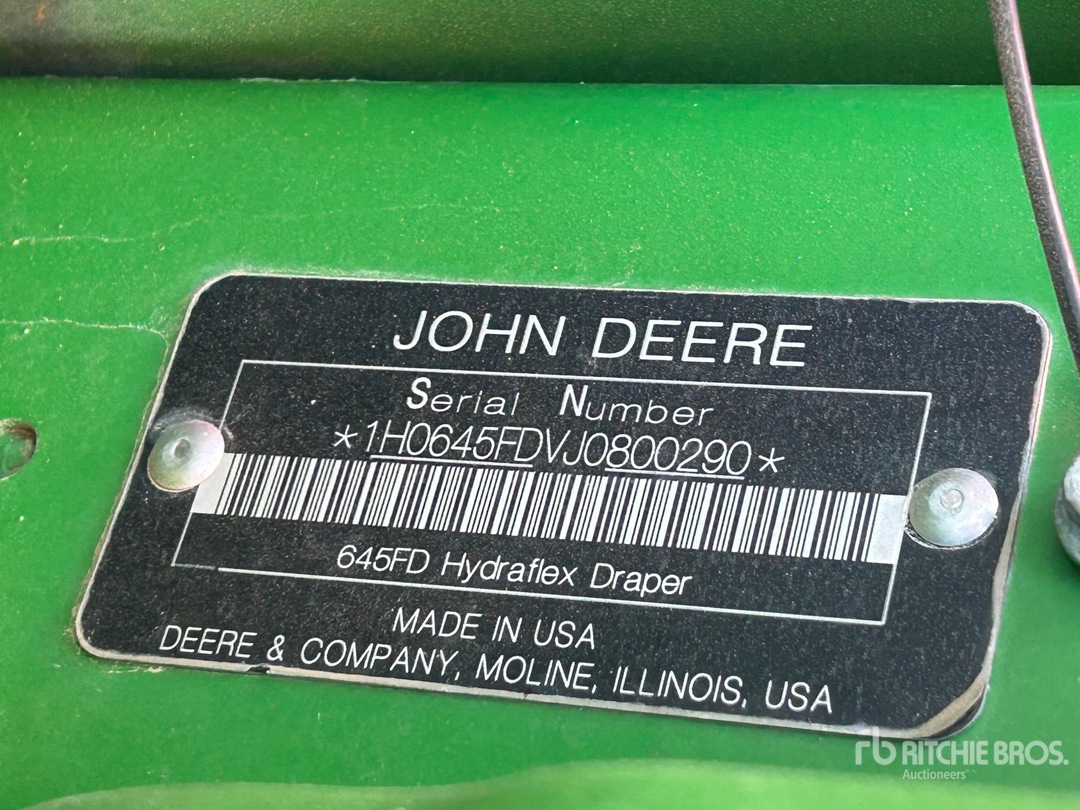 JOHN DEERE
Serial Number
*1H0645FDVJ0800290*
645FD Hydraflex Draper
MADE IN USA
DEERE & COMPANY, MOLINE, ILLINOIS, USA
rb RITCHIE BROS.
Auctioneers